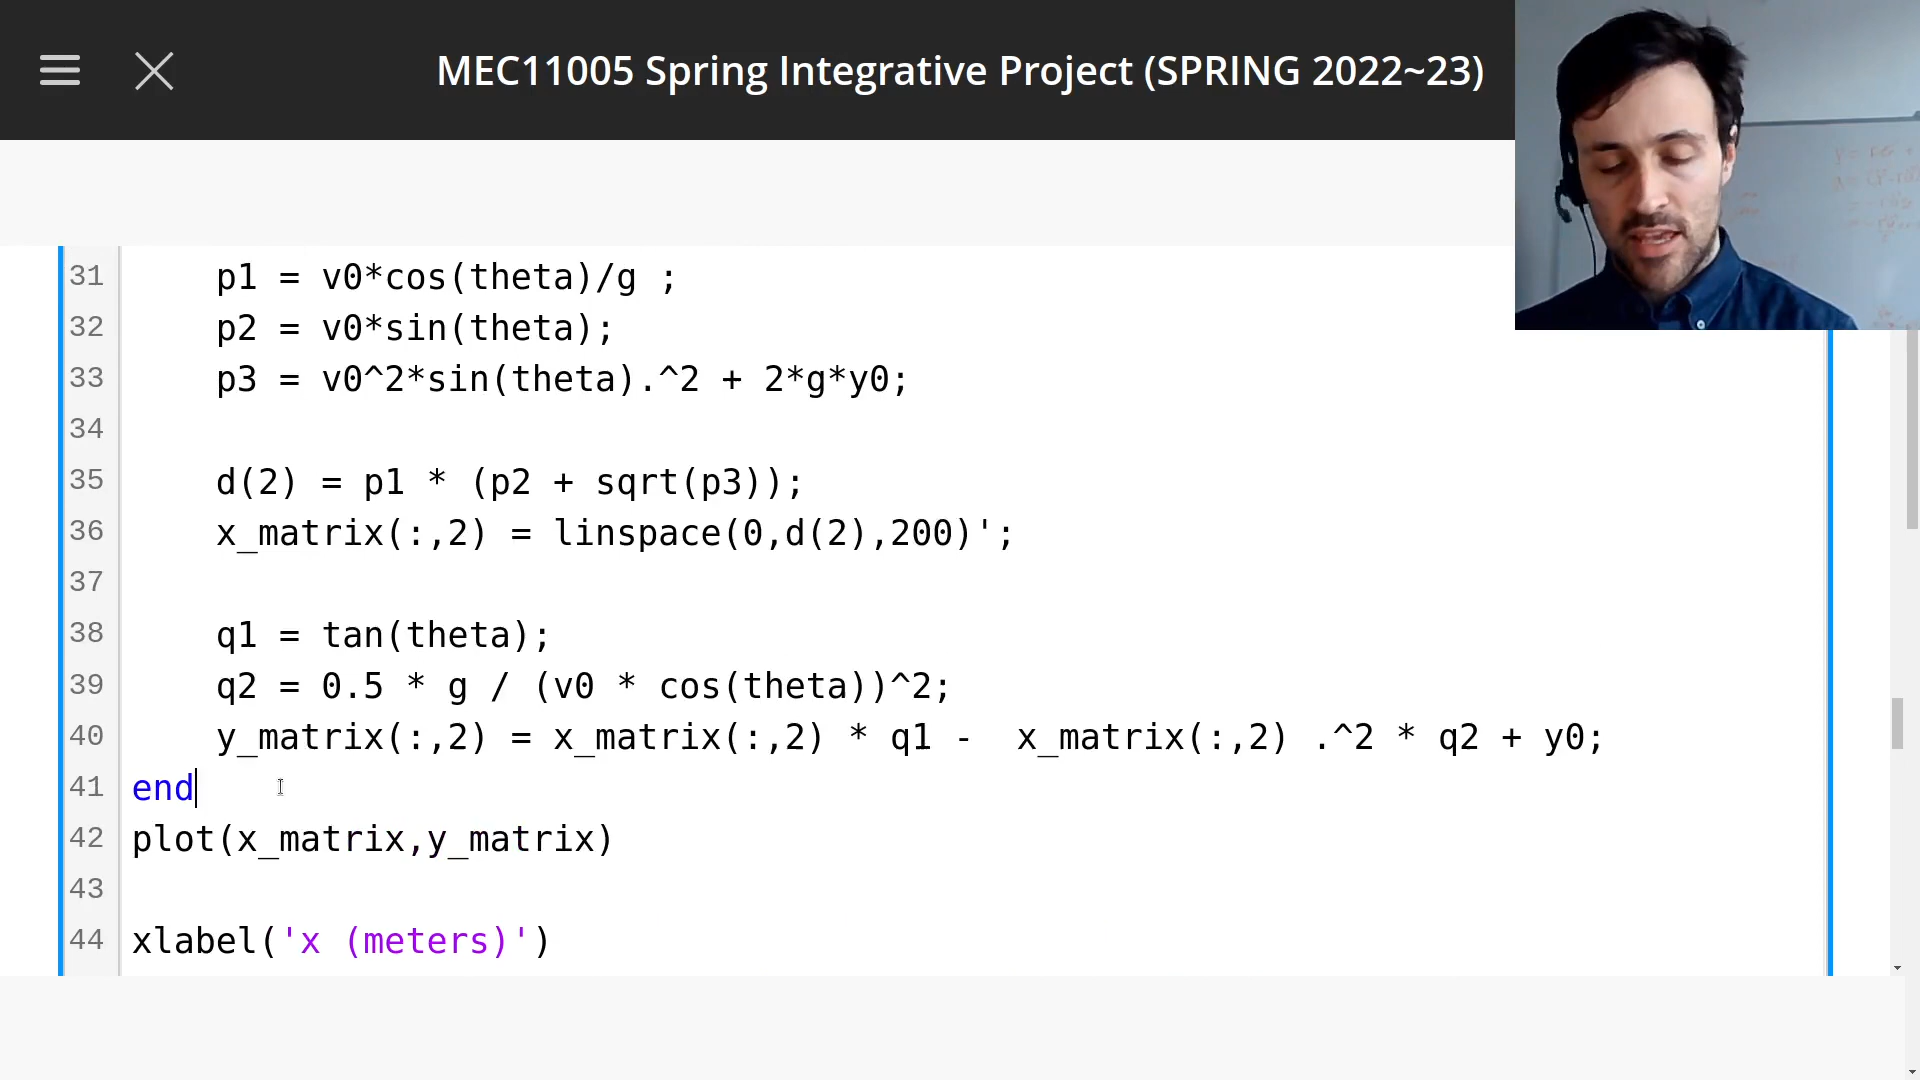 MEC11005 Spring Integrative Project (SPRING 2022~23)
31 p1 = v0*cos(theta)/g ;
32 p2 = v0*sin(theta);
33 p3 = v0^2*sin(theta).^2 + 2*g*y0;
34
35 d(2) = p1 * (p2 + sqrt(p3));
36 x_matrix(:,2) = linspace(0,d(2),200)';
37
38 q1 = tan(theta);
39 q2 = 0.5 * g / (v0 * cos(theta))^2;
40 y_matrix(:,2) = x_matrix(:,2) * q1 -  x_matrix(:,2) .^2 * q2 + y0;
41 end
42 plot(x_matrix,y_matrix)
43
44 xlabel('x (meters)')